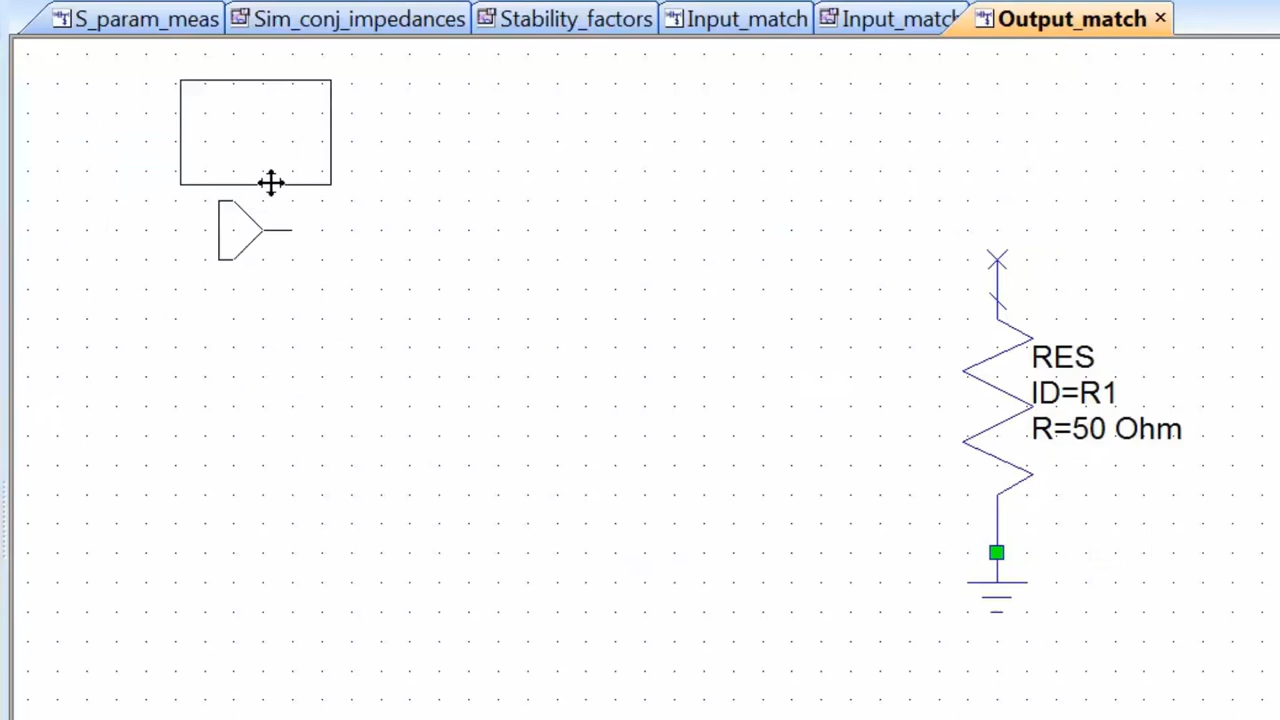 S_param_meas Sim_conj_impedances Stability_factors Input_match Input_matc Output_match
RES
ID=R1
R=50 Ohm